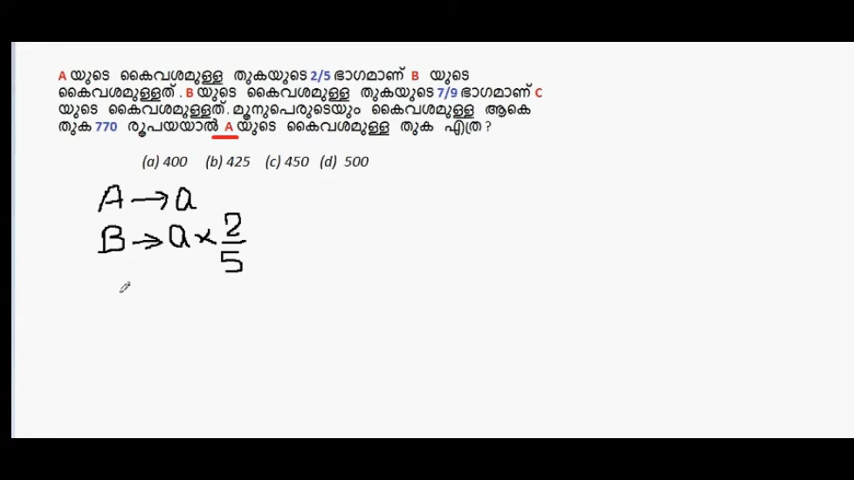 A യുടെ കൈവശമുള്ള തുകയുടെ 2/5 ഭാഗമാണ് B യുടെ
കൈവശമുള്ളത് . B യുടെ കൈവശമുള്ള തുകയുടെ 7/9 ഭാഗമാണ് C
യുടെ കൈവശമുള്ളത്. മൂന്നുപേരുടെയും കൈവശമുള്ള ആകെ
തുക 770 രൂപയയാൽ A യുടെ കൈവശമുള്ള തുക എത്ര ?
(a) 400 (b) 425 (c) 450 (d) 500
A → a
B → a × 2/5